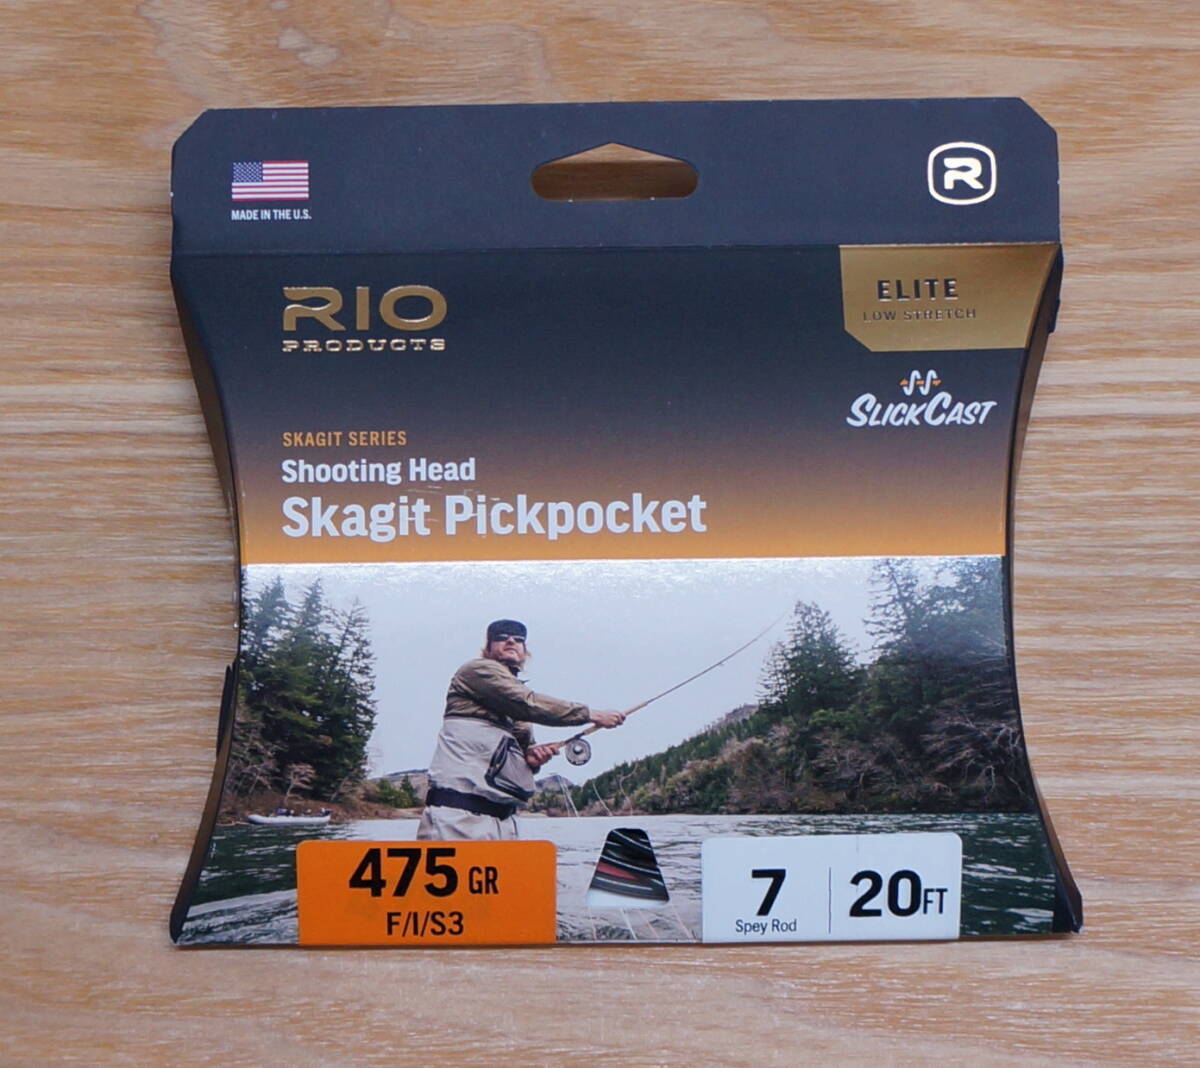 MADE IN THE U.S.
R
RIO
PRODUCTS
ELITE
LOW STRETCH
SLICKCAST
SKAGIT SERIES
Shooting Head
Skagit Pickpocket
475 GR
F/I/S3
7
Spey Rod
20FT